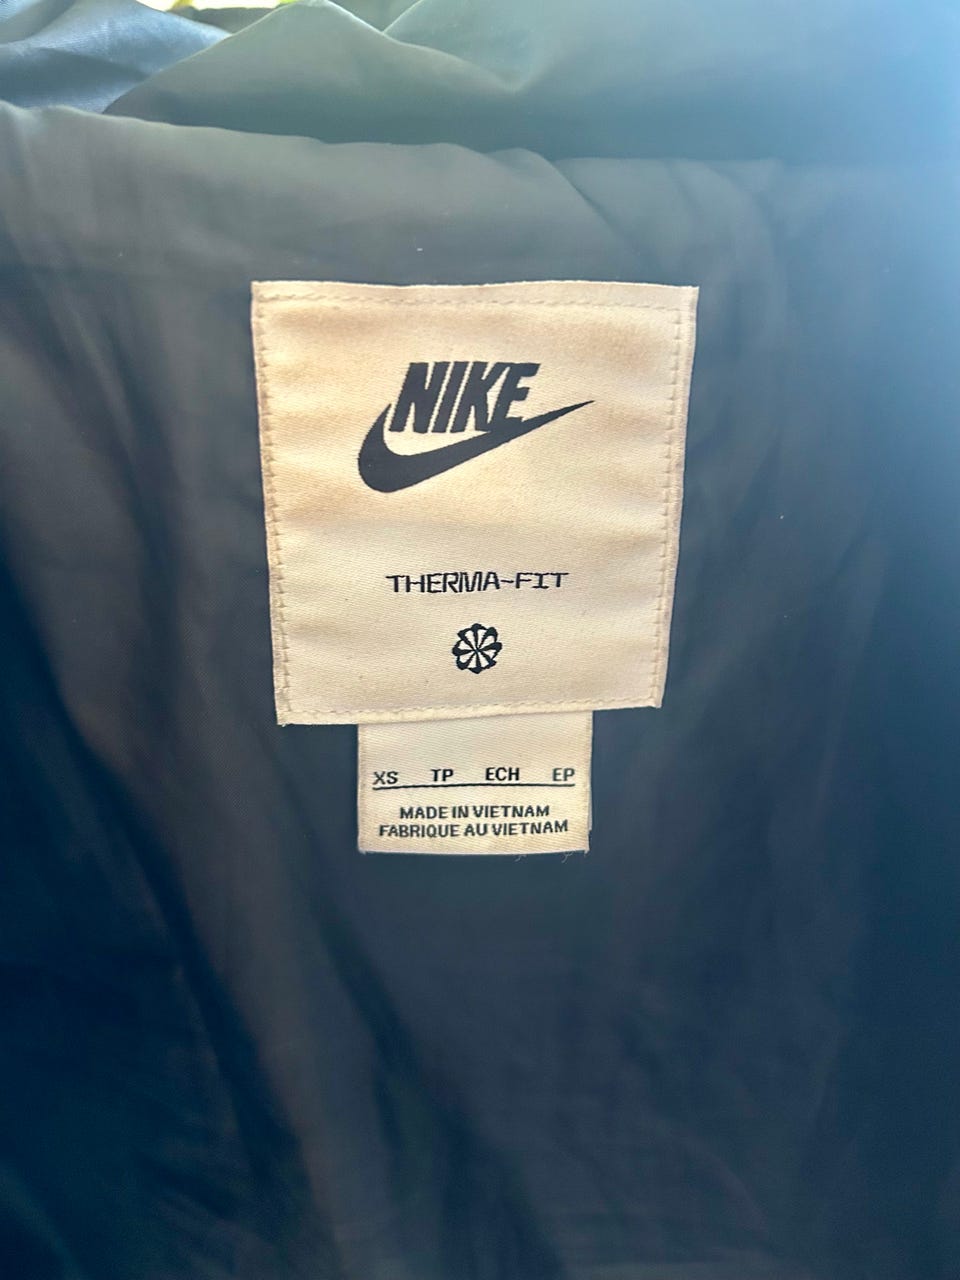 NIKE
THERMA-FIT
XS TP ECH EP
MADE IN VIETNAM
FABRIQUE AU VIETNAM